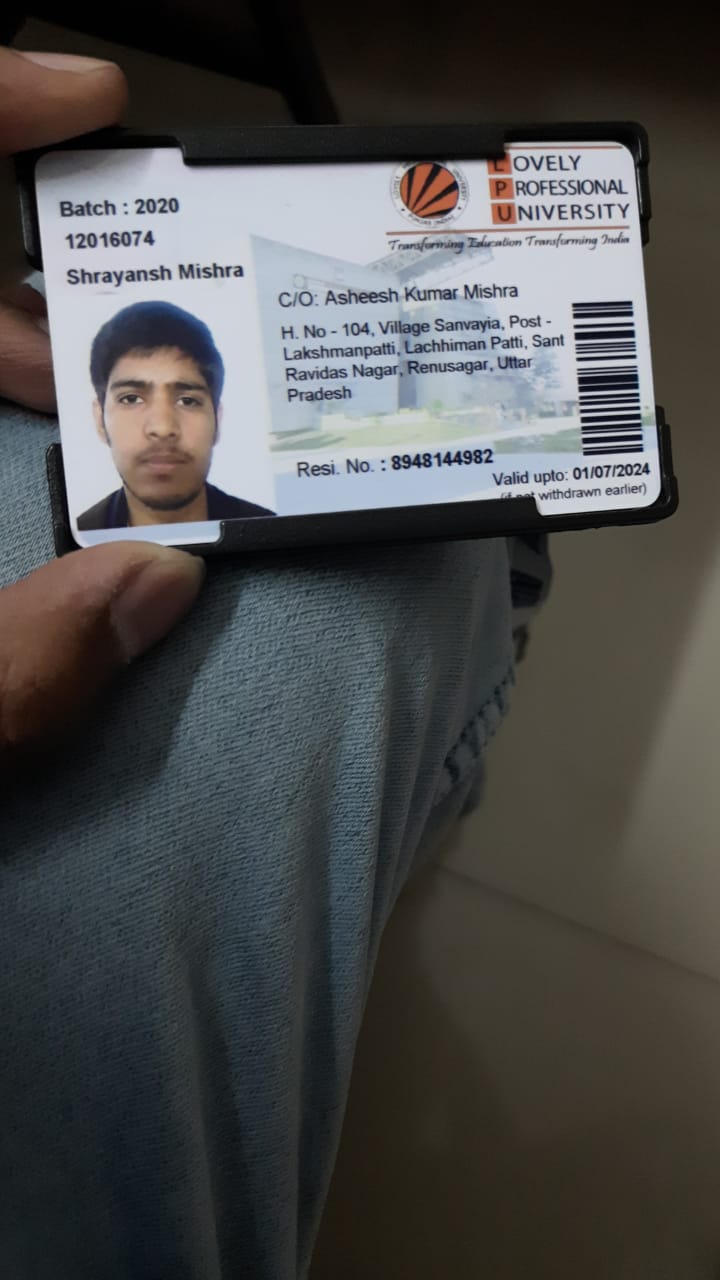 Batch : 2020
12016074
Shrayansh Mishra
LOVELY
PROFESSIONAL
UNIVERSITY
Transforming Education Transforming India
C/O: Asheesh Kumar Mishra
H. No - 104, Village Sanvayia, Post -
Lakshmanpatti, Lachhiman Patti, Sant
Ravidas Nagar, Renusagar, Uttar
Pradesh
Resi. No. : 8948144982
Valid upto: 01/07/2024
(if not withdrawn earlier)